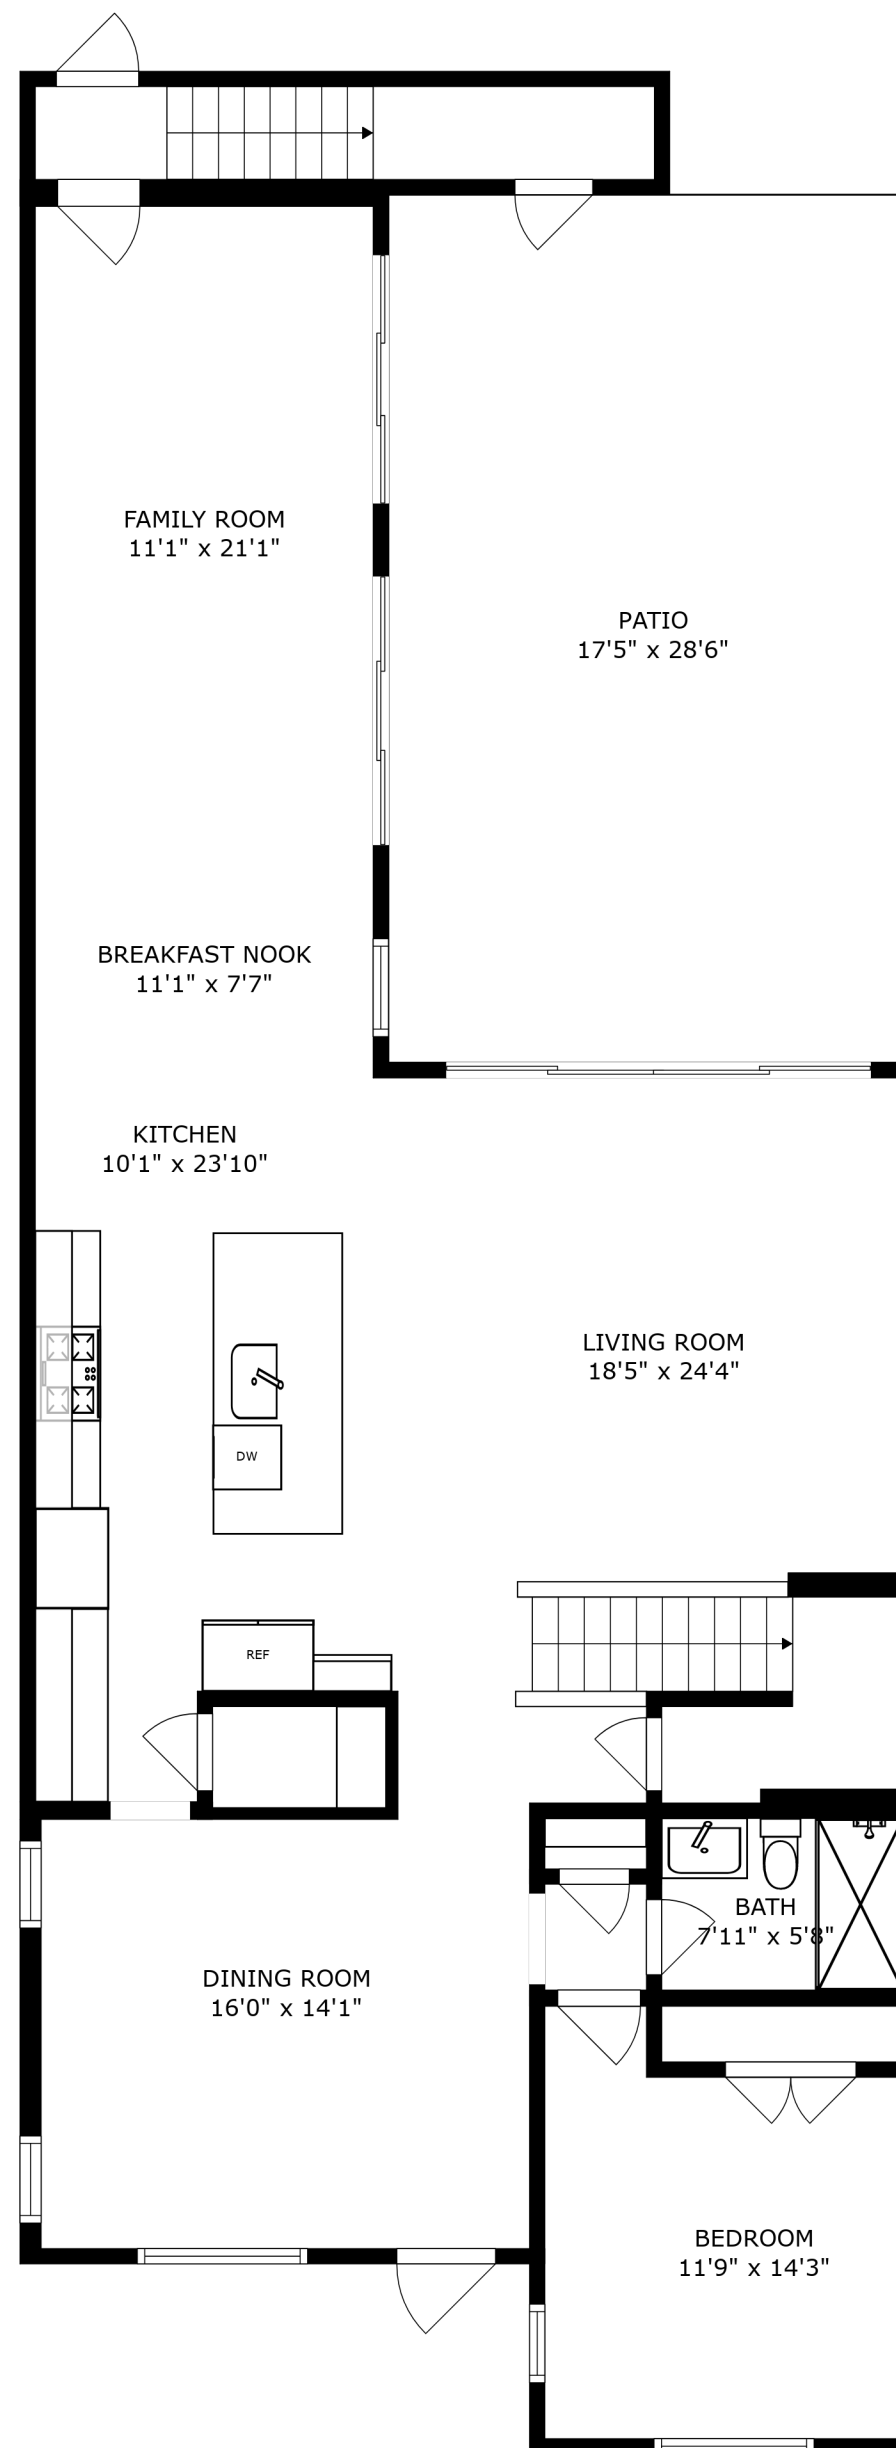 FAMILY ROOM
11'1" x 21'1"
PATIO
17'5" x 28'6"
BREAKFAST NOOK
11'1" x 7'7"
KITCHEN
10'1" x 23'10"
LIVING ROOM
18'5" x 24'4"
DW
REF
BATH
7'11" x 5'8"
DINING ROOM
16'0" x 14'1"
BEDROOM
11'9" x 14'3"